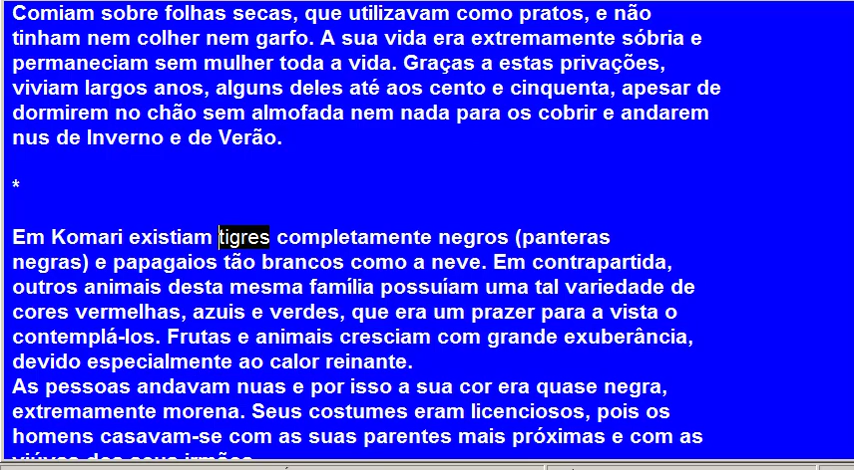 Comiam sobre folhas secas, que utilizavam como pratos, e não
tinham nem colher nem garfo. A sua vida era extremamente sóbria e
permaneciam sem mulher toda a vida. Graças a estas privações,
viviam largos anos, alguns deles até aos cento e cinquenta, apesar de
dormirem no chão sem almofada nem nada para os cobrir e andarem
nus de Inverno e de Verão.
*
Em Komari existiam tigres completamente negros (panteras
negras) e papagaios tão brancos como a neve. Em contrapartida,
outros animais desta mesma família possuíam uma tal variedade de
cores vermelhas, azuis e verdes, que era um prazer para a vista o
contemplá-los. Frutas e animais cresciam com grande exuberância,
devido especialmente ao calor reinante.
As pessoas andavam nuas e por isso a sua cor era quase negra,
extremamente morena. Seus costumes eram licenciosos, pois os
homens casavam-se com as suas parentes mais próximas e com as
viúvas dos seus irmãos